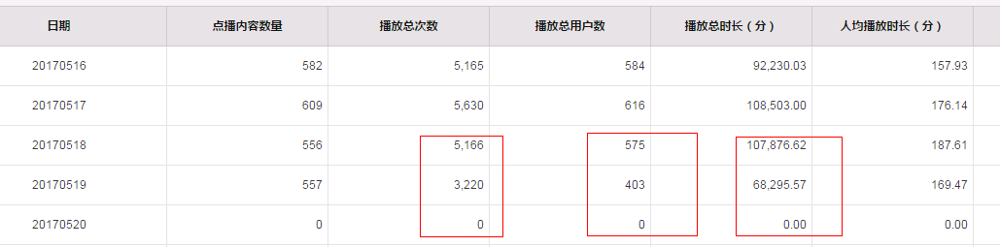 日期 点播内容数量 播放总次数 播放总用户数 播放总时长（分） 人均播放时长（分）
20170516 582 5,165 584 92,230.03 157.93
20170517 609 5,630 616 108,503.00 176.14
20170518 556 5,166 575 107,876.62 187.61
20170519 557 3,220 403 68,295.57 169.47
20170520 0 0 0 0.00 0.00